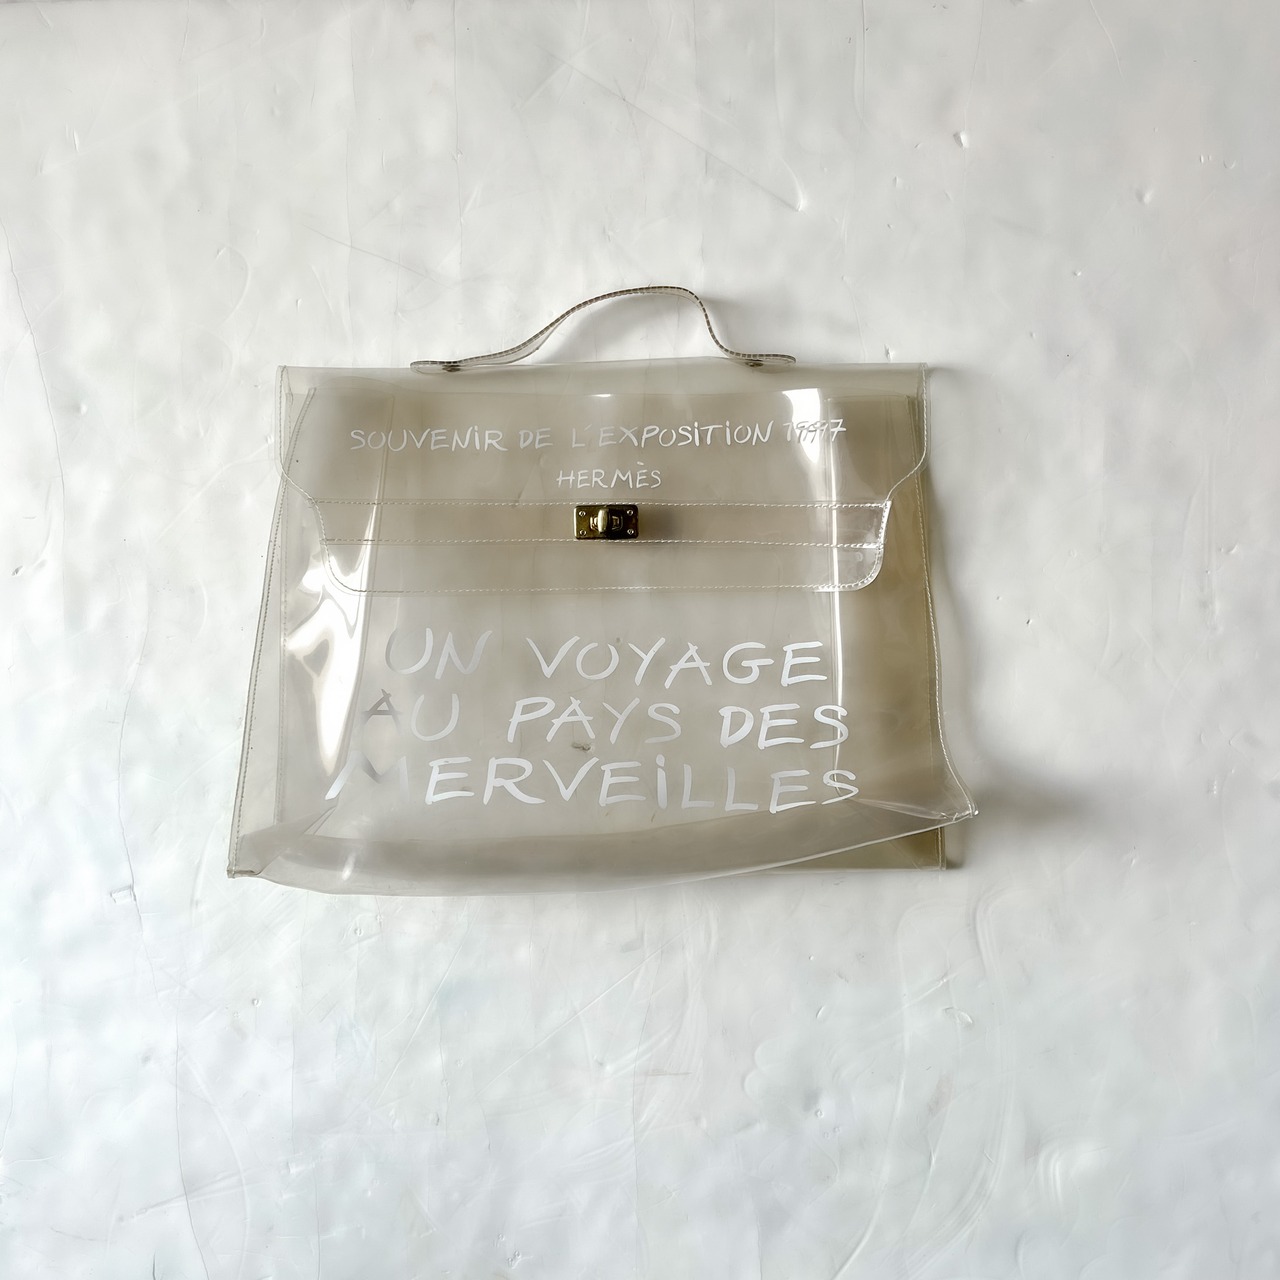 SOUVENIR DE L'EXPOSITION 1997
HERMÈS
UN VOYAGE
AU PAYS DES
MERVEILLES